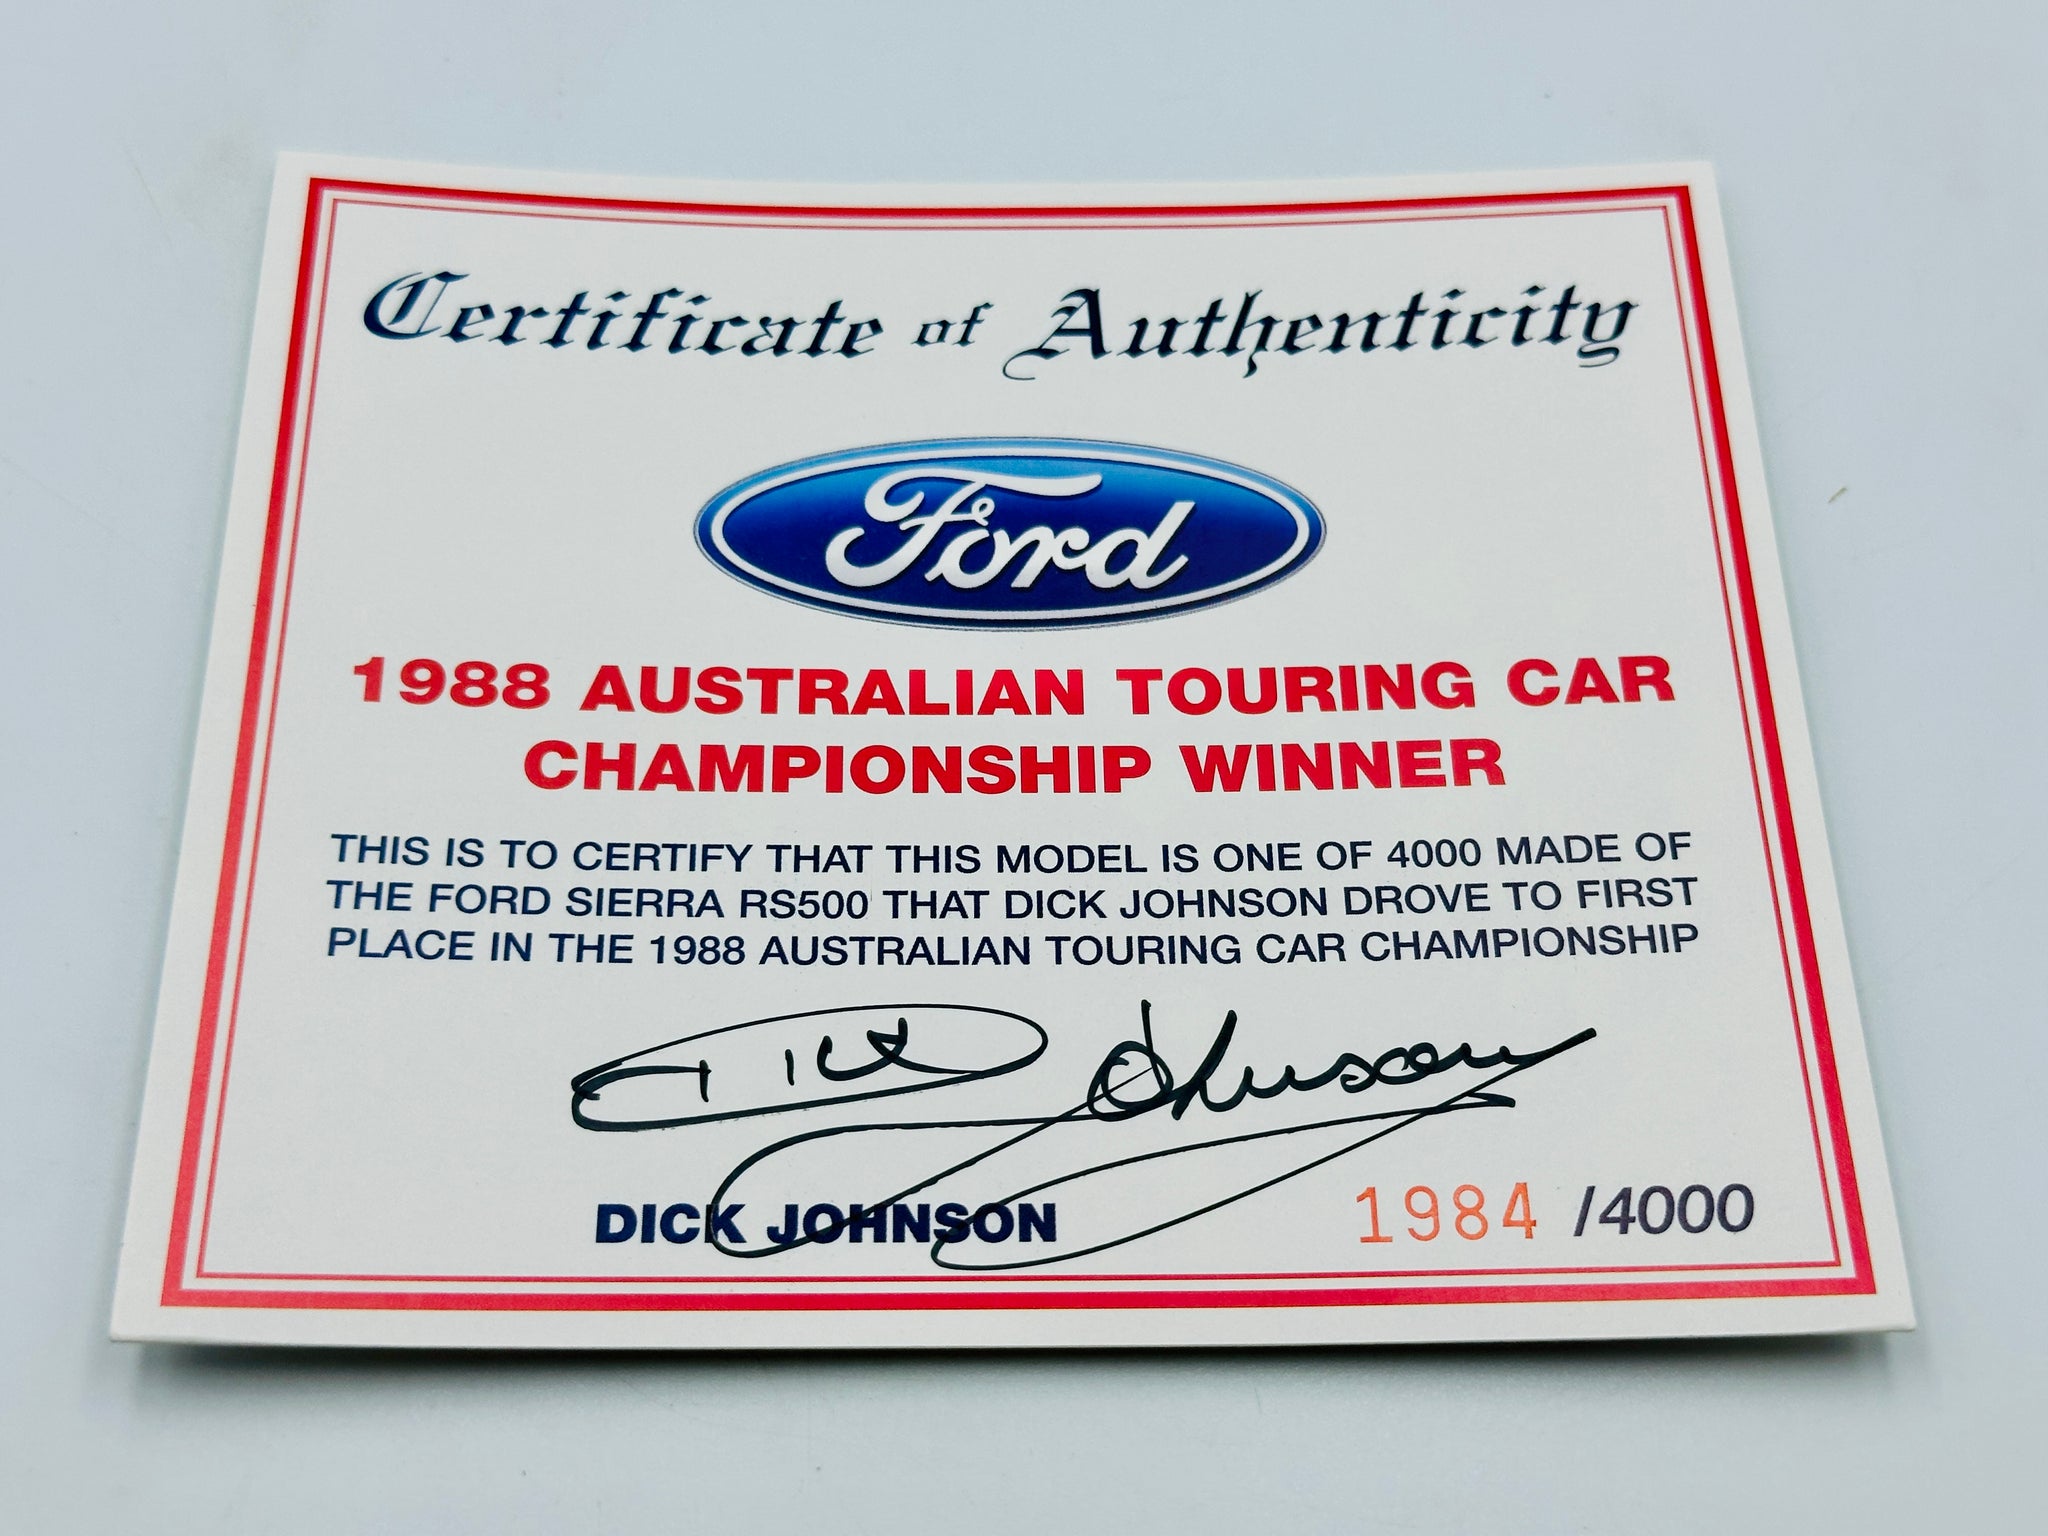 Certificate of Authenticity
Ford
1988 AUSTRALIAN TOURING CAR
CHAMPIONSHIP WINNER
THIS IS TO CERTIFY THAT THIS MODEL IS ONE OF 4000 MADE OF
THE FORD SIERRA RS500 THAT DICK JOHNSON DROVE TO FIRST
PLACE IN THE 1988 AUSTRALIAN TOURING CAR CHAMPIONSHIP
Dick Johnson
DICK JOHNSON 1984 /4000